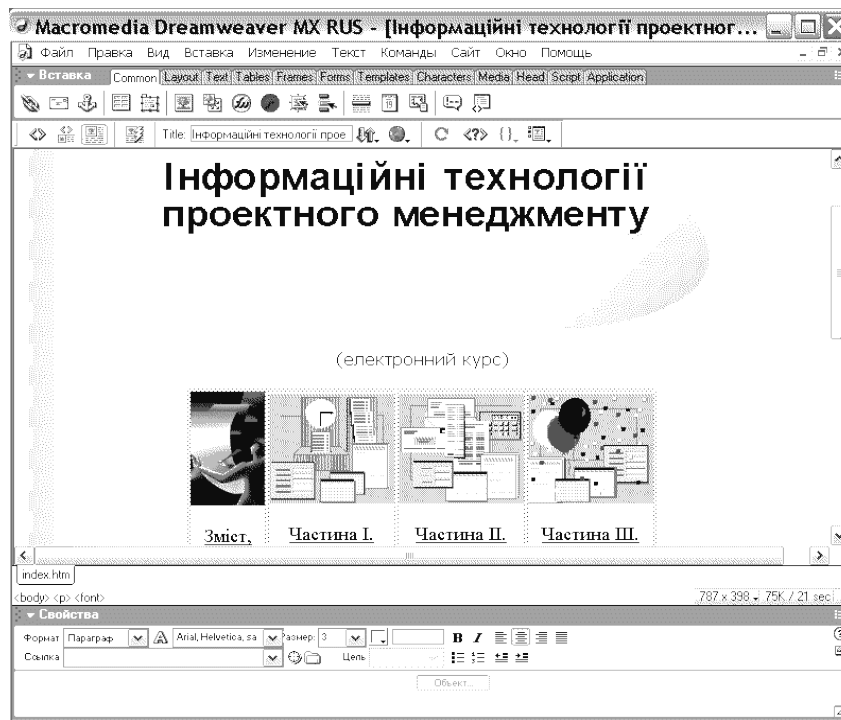 Macromedia Dreamweaver MX RUS - [Інформаційні технології проектног...
Файл Правка Вид Вставка Изменение Текст Команды Сайт Окно Помощь
Вставка Common Layout Text Tables Frames Forms Templates Characters Media Head Script Application
Title: Інформаційні технології прое
Інформаційні технології
проектного менеджменту
(електронний курс)
Зміст, Частина I. Частина II. Частина III.
index.htm
<body> <p> <font> 787 x 398 75K / 21 sec
Свойства
Формат Параграф Arial, Helvetica, sa Размер: 3 B I
Ссылка Цель
Объект...